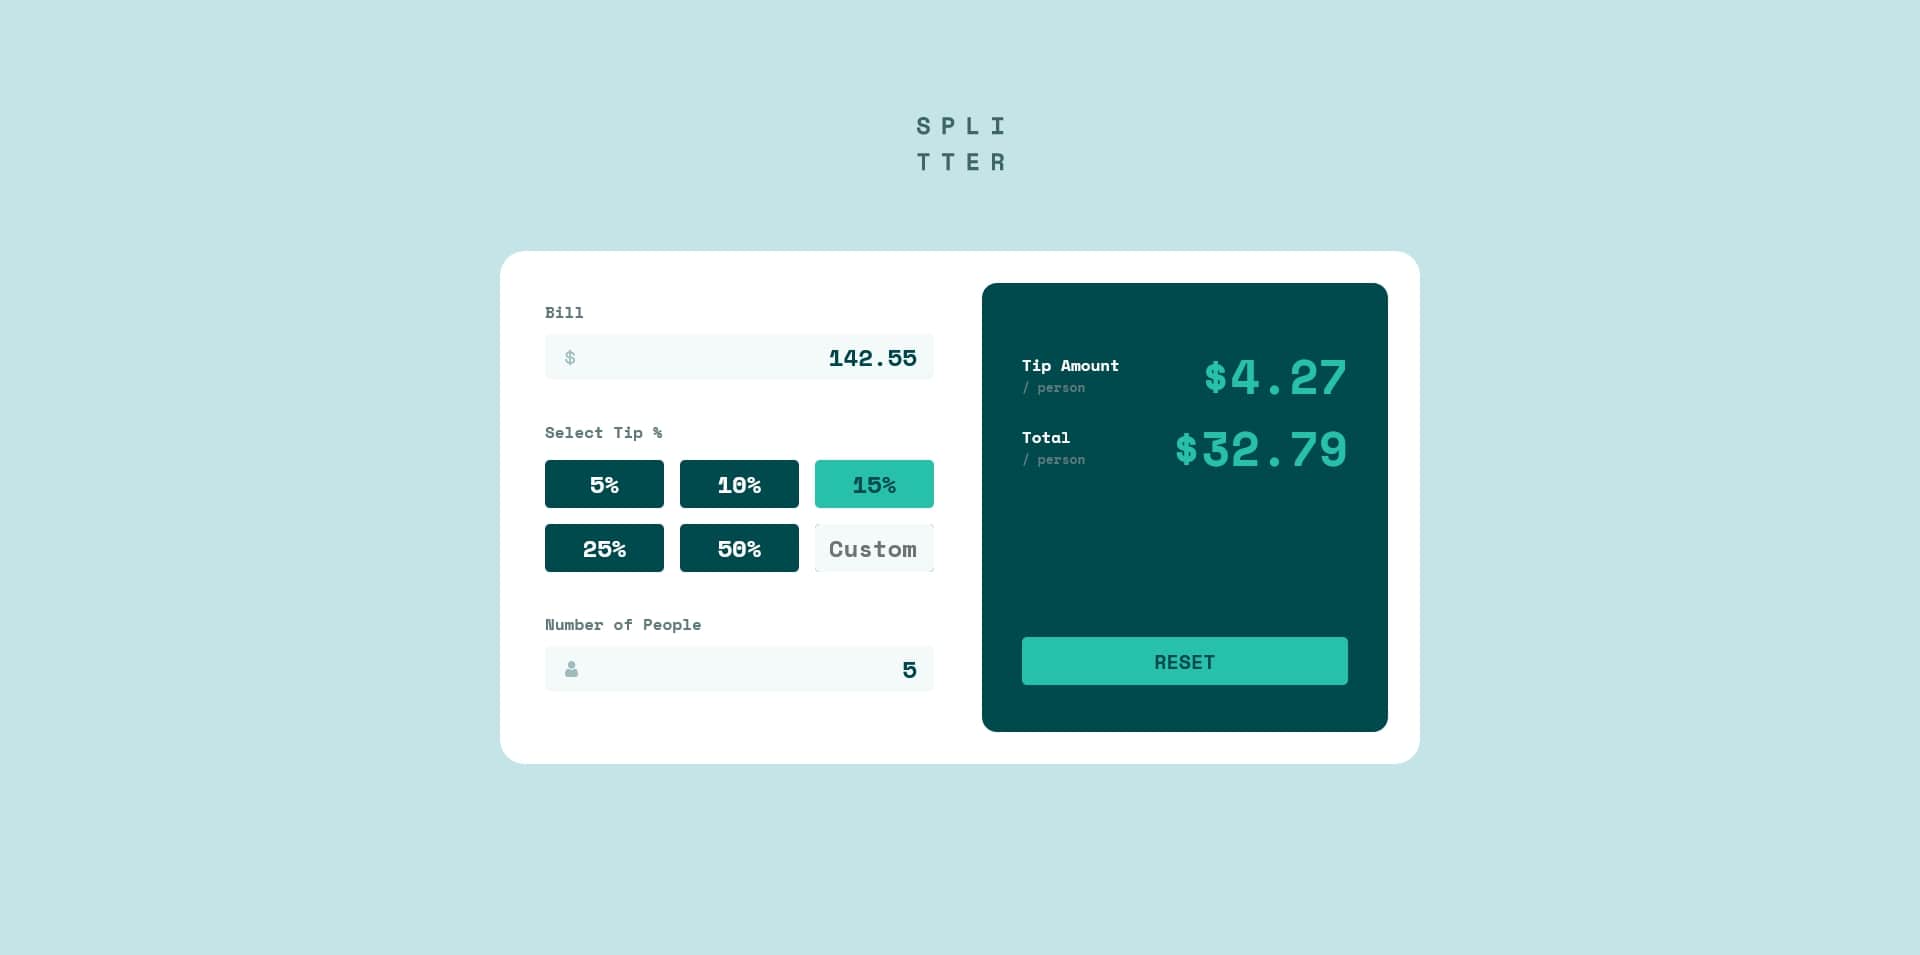 SPLI
TTER
Bill
$ 142.55
Select Tip %
5% 10% 15%
25% 50% Custom
Number of People
5
Tip Amount
/ person
$4.27
Total
/ person
$32.79
RESET